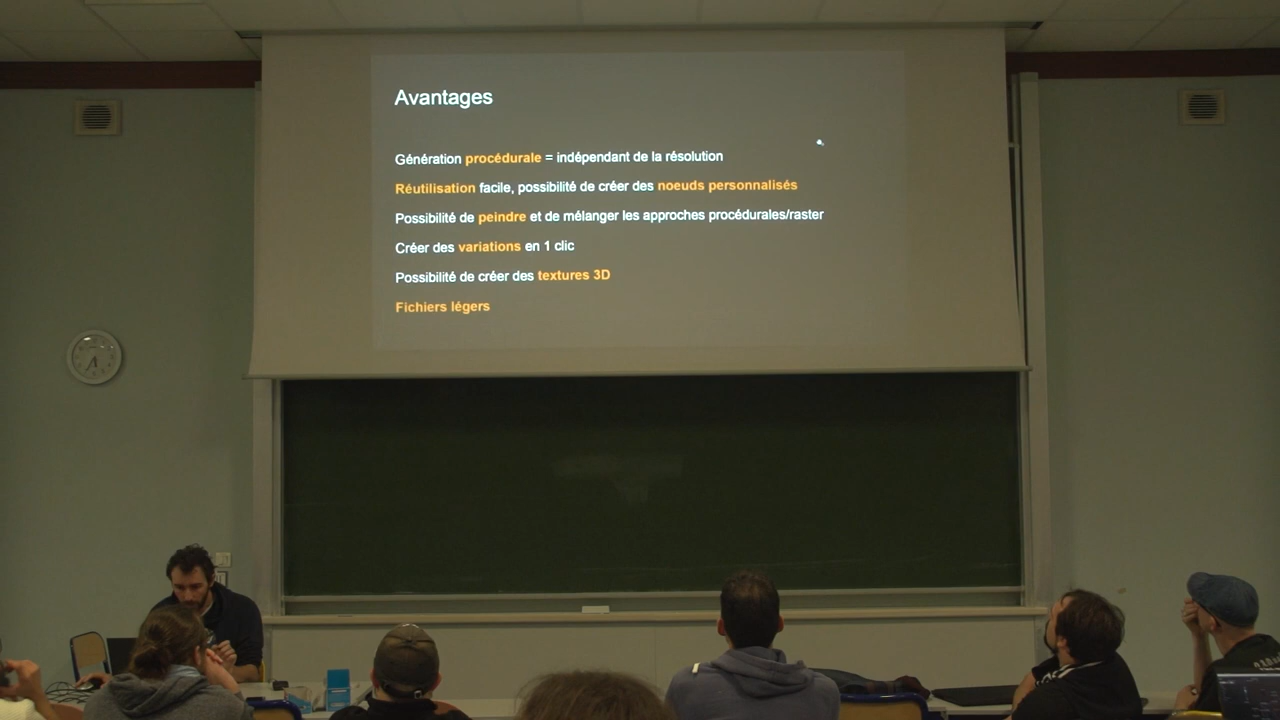 Avantages
Génération procédurale = indépendant de la résolution
Réutilisation facile, possibilité de créer des noeuds personnalisés
Possibilité de peindre et de mélanger les approches procédurales/raster
Créer des variations en 1 clic
Possibilité de créer des textures 3D
Fichiers légers